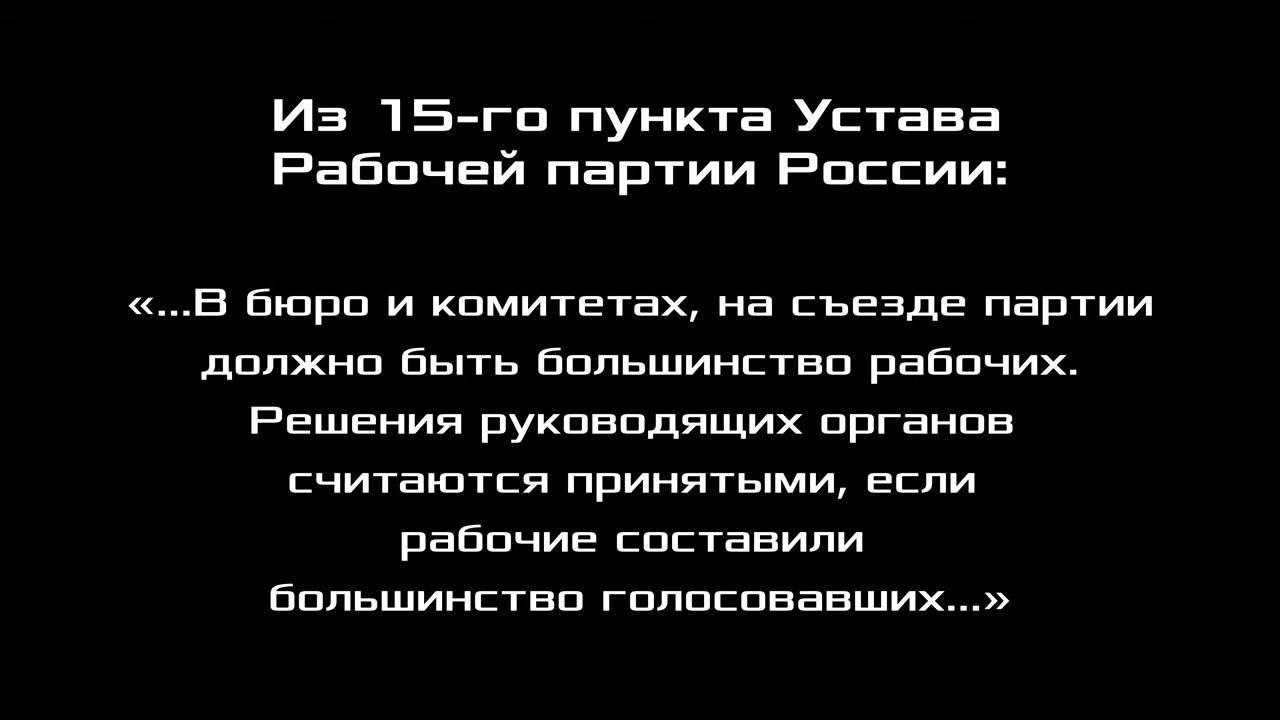 Из 15-го пункта Устава
Рабочей партии России:
«...В бюро и комитетах, на съезде партии
должно быть большинство рабочих.
Решения руководящих органов
считаются принятыми, если
рабочие составили
большинство голосовавших...»